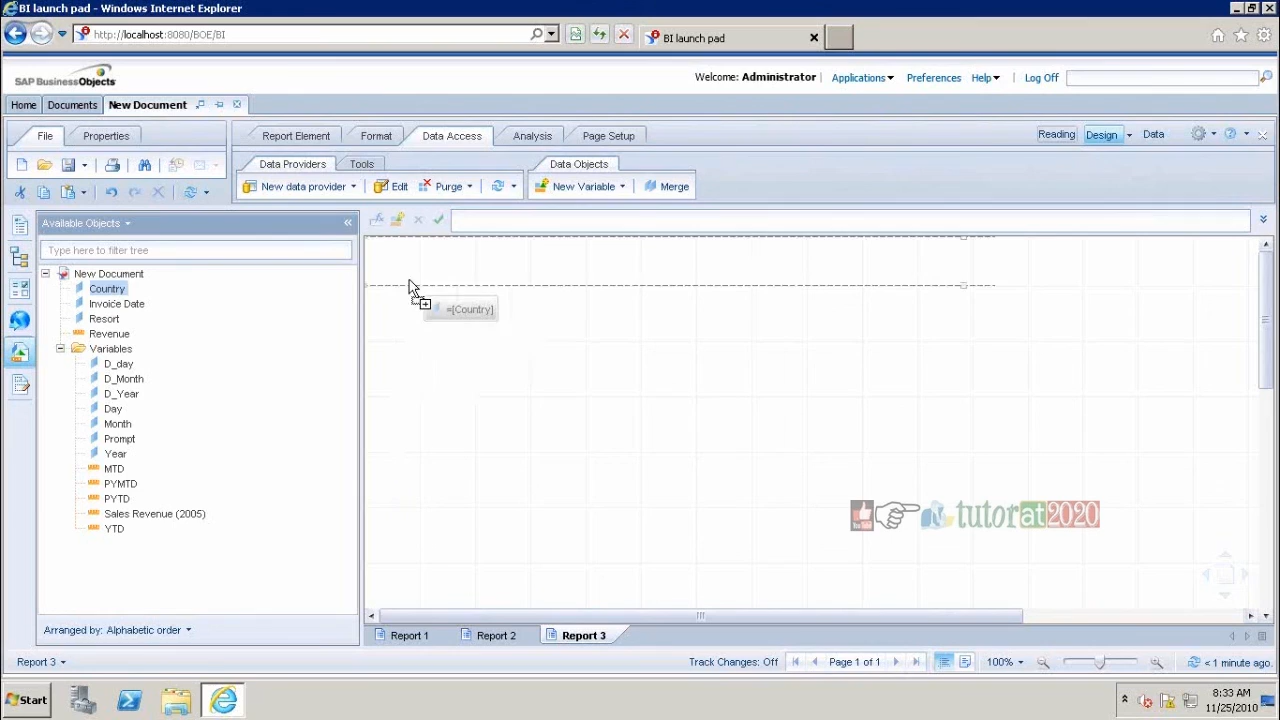 BI launch pad - Windows Internet Explorer
http://localhost:8080/BOE/BI
BI launch pad
SAP BusinessObjects
Welcome: Administrator
Applications
Preferences
Help
Log Off
Home
Documents
New Document
File
Properties
Report Element
Format
Data Access
Analysis
Page Setup
Reading
Design
Data
Data Providers
Tools
Data Objects
New data provider
Edit
Purge
New Variable
Merge
Available Objects
Type here to filter tree
New Document
Country
Invoice Date
Resort
Revenue
Variables
D_day
D_Month
D_Year
Day
Month
Prompt
Year
MTD
PYMTD
PYTD
Sales Revenue (2005)
YTD
=[Country]
tutorat2020
Arranged by: Alphabetic order
Report 1
Report 2
Report 3
Report 3
Track Changes: Off
Page 1 of 1
100%
< 1 minute ago.
Start
8:33 AM
11/25/2010